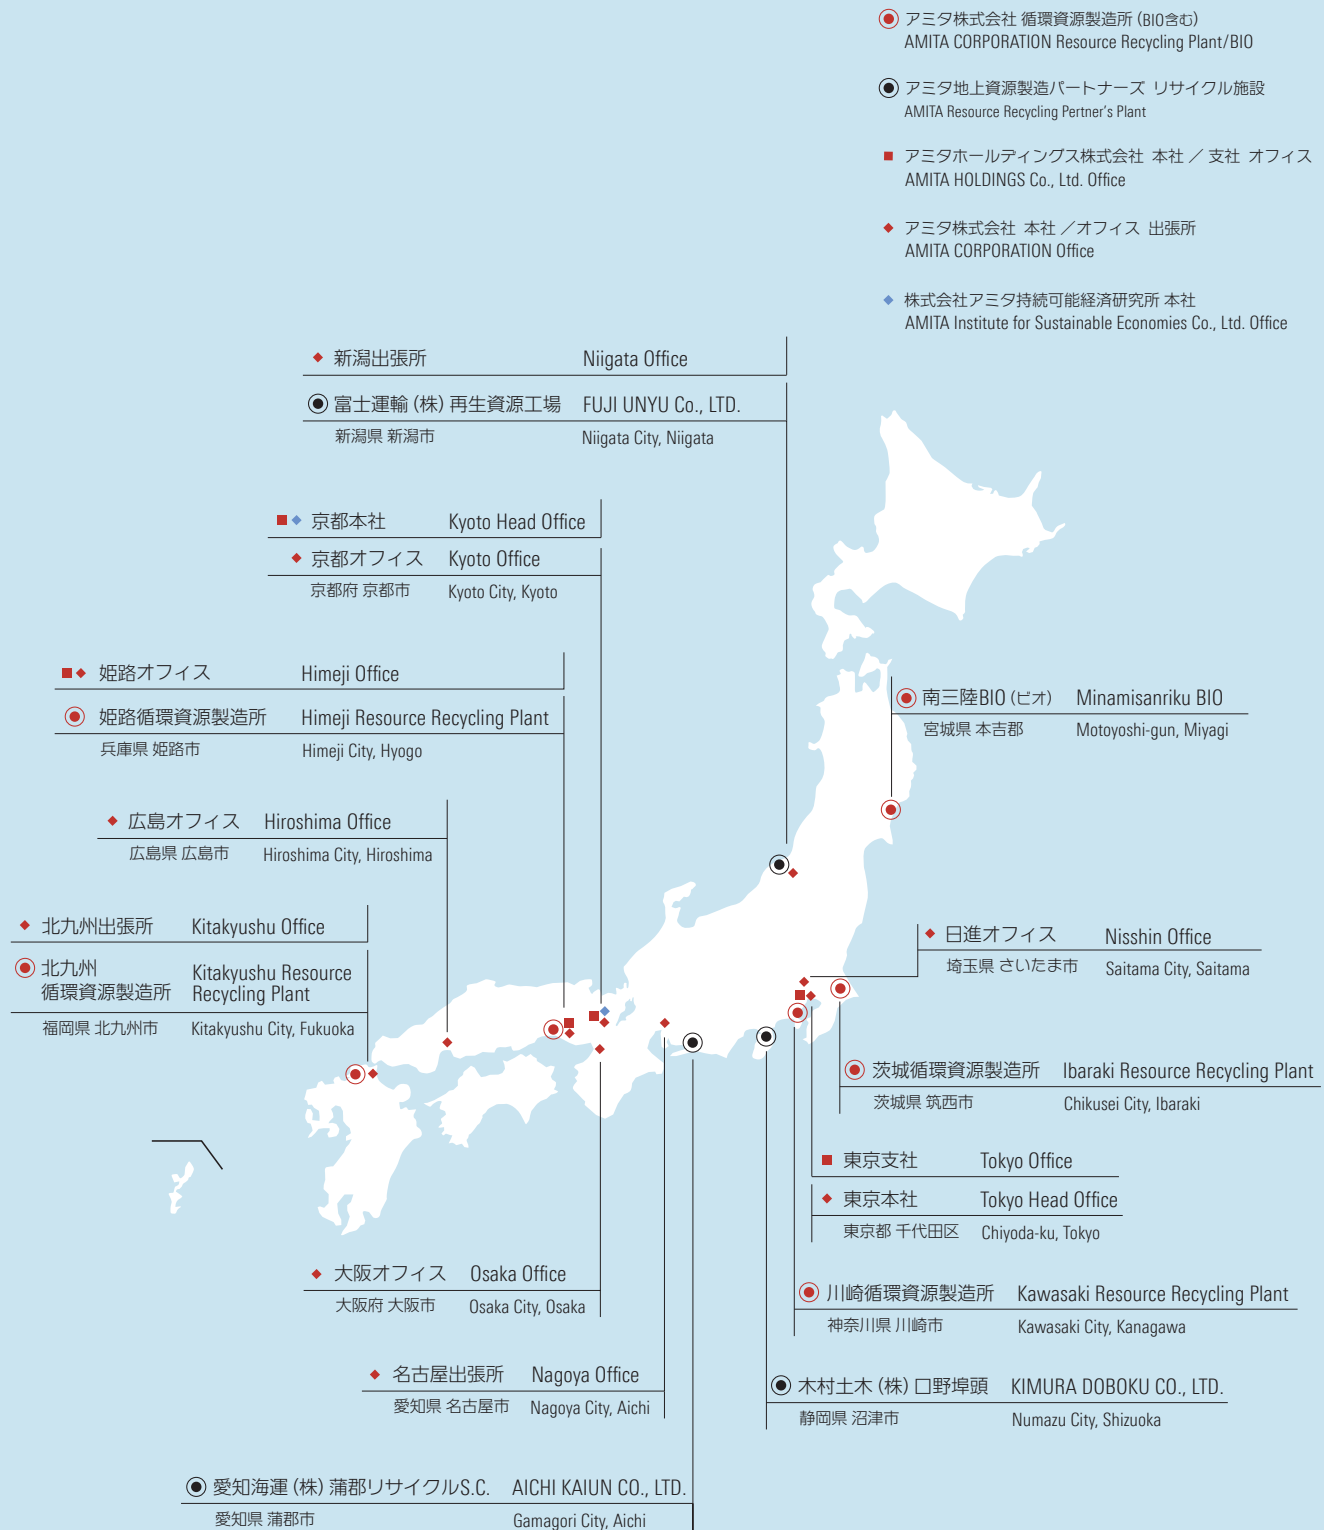 アミタ株式会社 循環資源製造所 (BIO含む)
AMITA CORPORATION Resource Recycling Plant/BIO
アミタ地上資源製造パートナーズ リサイクル施設
AMITA Resource Recycling Pertner's Plant
アミタホールディングス株式会社 本社 ／ 支社 オフィス
AMITA HOLDINGS Co., Ltd. Office
アミタ株式会社 本社 ／オフィス 出張所
AMITA CORPORATION Office
株式会社アミタ持続可能経済研究所 本社
AMITA Institute for Sustainable Economies Co., Ltd. Office
新潟出張所 Niigata Office
富士運輸 (株) 再生資源工場 FUJI UNYU Co., LTD.
新潟県 新潟市 Niigata City, Niigata
京都本社 Kyoto Head Office
京都オフィス Kyoto Office
京都府 京都市 Kyoto City, Kyoto
姫路オフィス Himeji Office
姫路循環資源製造所 Himeji Resource Recycling Plant
兵庫県 姫路市 Himeji City, Hyogo
南三陸BIO (ビオ) Minamisanriku BIO
宮城県 本吉郡 Motoyoshi-gun, Miyagi
広島オフィス Hiroshima Office
広島県 広島市 Hiroshima City, Hiroshima
北九州出張所 Kitakyushu Office
北九州 Kitakyushu Resource
循環資源製造所 Recycling Plant
福岡県 北九州市 Kitakyushu City, Fukuoka
日進オフィス Nisshin Office
埼玉県 さいたま市 Saitama City, Saitama
茨城循環資源製造所 Ibaraki Resource Recycling Plant
茨城県 筑西市 Chikusei City, Ibaraki
東京支社 Tokyo Office
東京本社 Tokyo Head Office
東京都 千代田区 Chiyoda-ku, Tokyo
大阪オフィス Osaka Office
大阪府 大阪市 Osaka City, Osaka
川崎循環資源製造所 Kawasaki Resource Recycling Plant
神奈川県 川崎市 Kawasaki City, Kanagawa
名古屋出張所 Nagoya Office
愛知県 名古屋市 Nagoya City, Aichi
木村土木 (株) 口野埠頭 KIMURA DOBOKU CO., LTD.
静岡県 沼津市 Numazu City, Shizuoka
愛知海運 (株) 蒲郡リサイクルS.C. AICHI KAIUN CO., LTD.
愛知県 蒲郡市 Gamagori City, Aichi